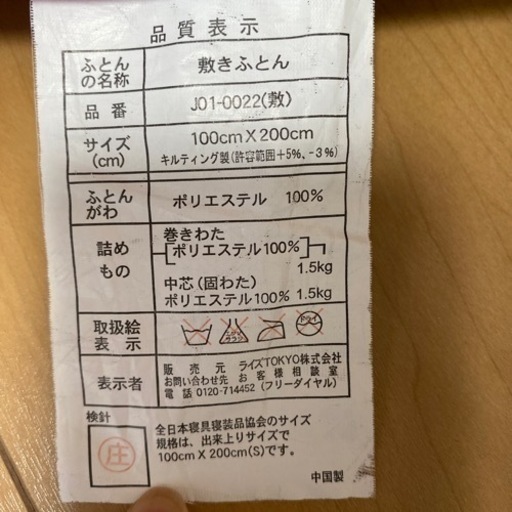 品質表示
ふとんの名称 敷きふとん
品番 J01-0022(敷)
サイズ(cm) 100cm X 200cm
キルティング製(許容範囲+5%、-3%)
ふとんがわ ポリエステル 100%
詰めもの
巻きわた
ポリエステル100%
1.5kg
中芯(固わた)
ポリエステル100% 1.5kg
取扱絵表示 ドライ
表示者
販売元 ライズTOKYO株式会社
お問い合わせ先 お客様相談室
電話 0120-714452(フリーダイヤル)
検針
庄
全日本寝具寝装品協会のサイズ
規格は、出来上りサイズで
100cm X 200cm(S)です。
中国製